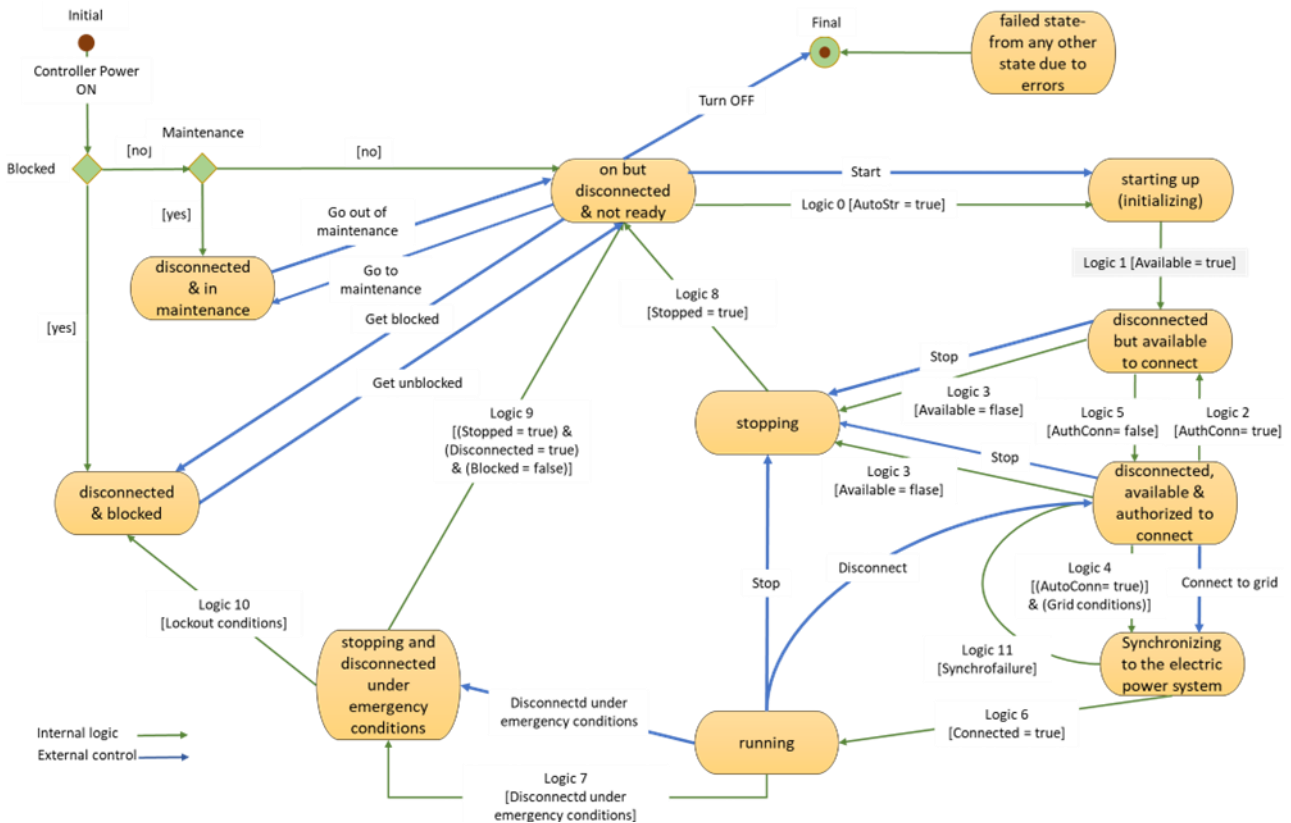 Initial
Controller Power
ON
Blocked
[no]
Maintenance
[no]
[yes]
[yes]
Final
failed state-
from any other
state due to
errors
Turn OFF
on but
disconnected
& not ready
Start
Logic 0 [AutoStr = true]
starting up
(initializing)
Go out of
maintenance
Go to
maintenance
disconnected
& in
maintenance
Get blocked
Get unblocked
Logic 1 [Available = true]
Logic 8
[Stopped = true]
disconnected
but available
to connect
Stop
Logic 3
[Available = flase]
Logic 5
[AuthConn= false]
Logic 2
[AuthConn= true]
stopping
Stop
Logic 3
[Available = flase]
disconnected,
available &
authorized to
connect
Logic 9
[(Stopped = true) &
(Disconnected = true)
& (Blocked = false)]
disconnected
& blocked
Stop
Disconnect
Logic 4
[(AutoConn= true)]
& (Grid conditions)]
Connect to grid
Logic 10
[Lockout conditions]
stopping and
disconnected
under
emergency
conditions
Logic 11
[Synchrofailure]
Synchronizing
to the electric
power system
Disconnectd under
emergency conditions
running
Logic 6
[Connected = true]
Internal logic
External control
Logic 7
[Disconnectd under
emergency conditions]